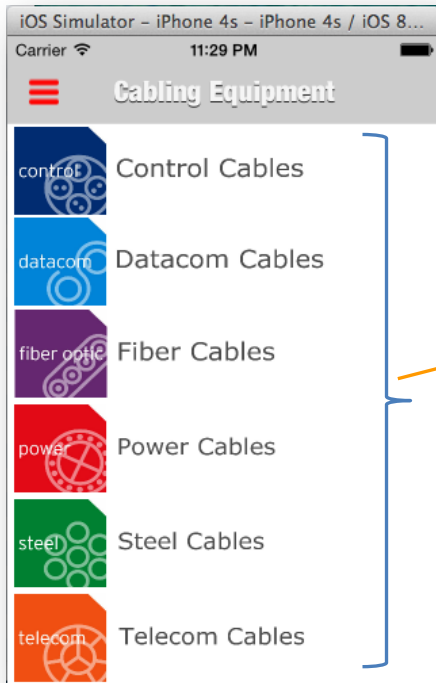 iOS Simulator – iPhone 4s – iPhone 4s / iOS 8...
Carrier 11:29 PM
Cabling Equipment
control Control Cables
datacom Datacom Cables
fiber optic Fiber Cables
power Power Cables
steel Steel Cables
telecom Telecom Cables